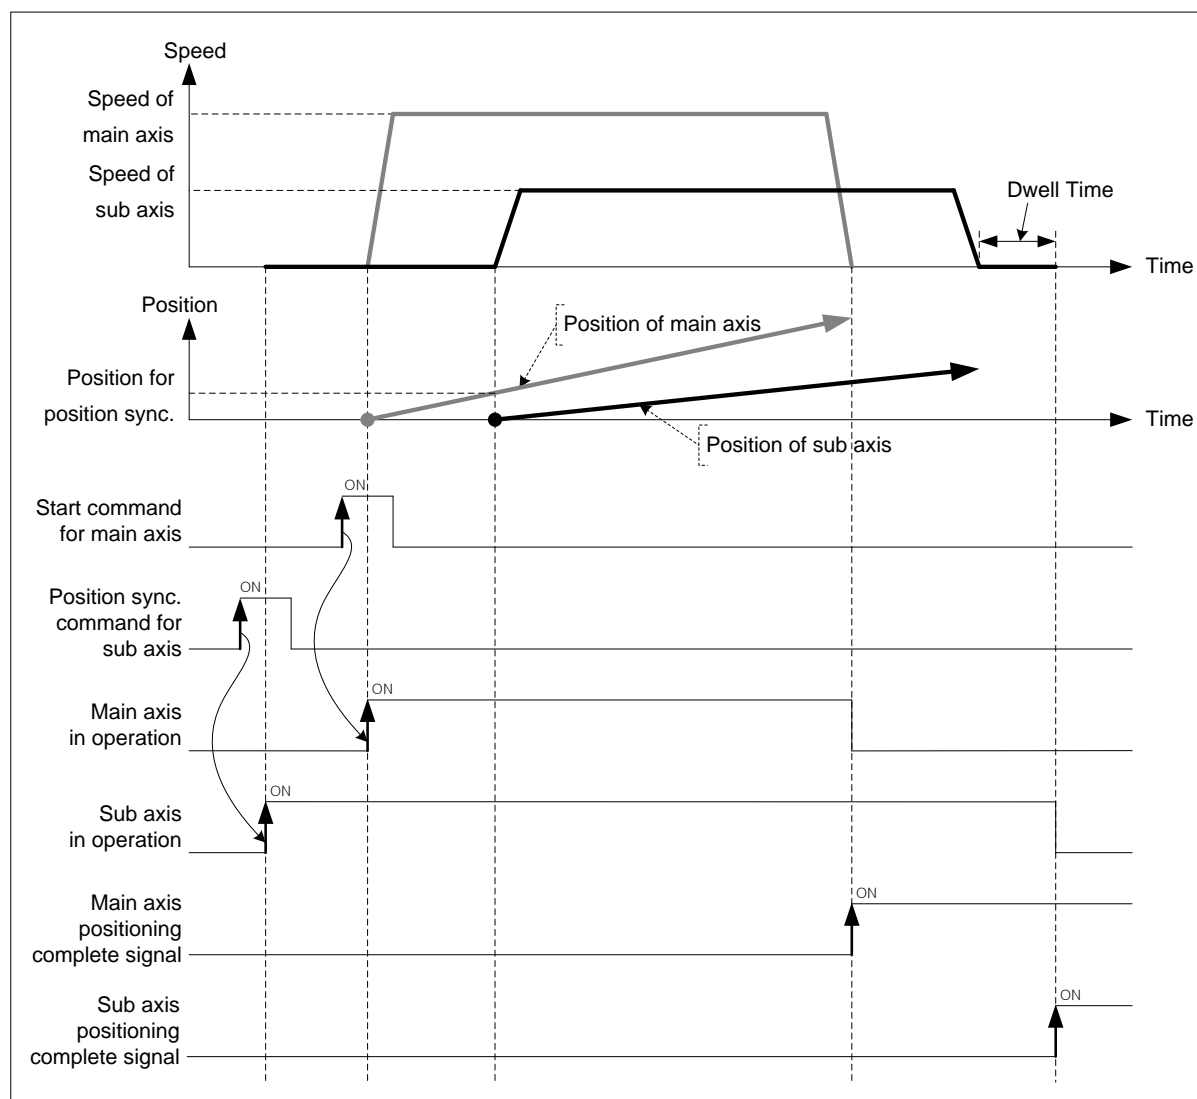 Speed
Speed of
main axis
Speed of
sub axis
Dwell Time
Time
Position
Position of main axis
Position for
position sync.
Time
Position of sub axis
ON
Start command
for main axis
ON
Position sync.
command for
sub axis
ON
Main axis
in operation
ON
Sub axis
in operation
ON
Main axis
positioning
complete signal
ON
Sub axis
positioning
complete signal